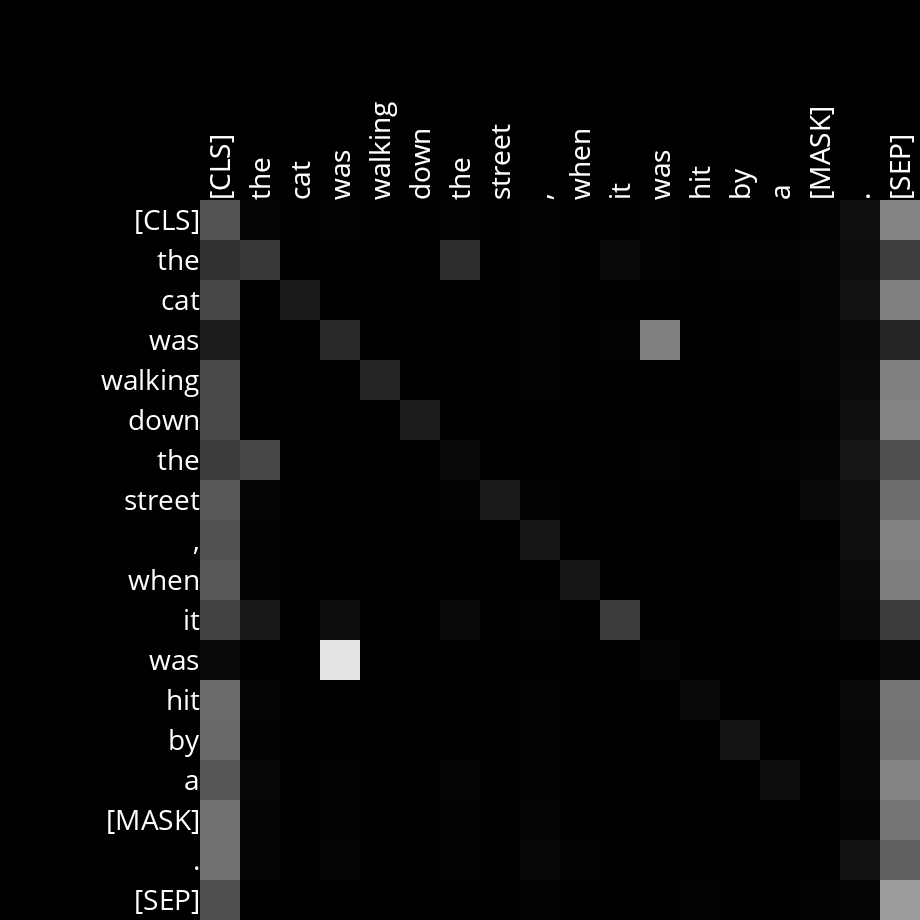 [CLS] the cat was walking down the street , when it was hit by a [MASK] . [SEP]
[CLS]
the
cat
was
walking
down
the
street
,
when
it
was
hit
by
a
[MASK]
.
[SEP]